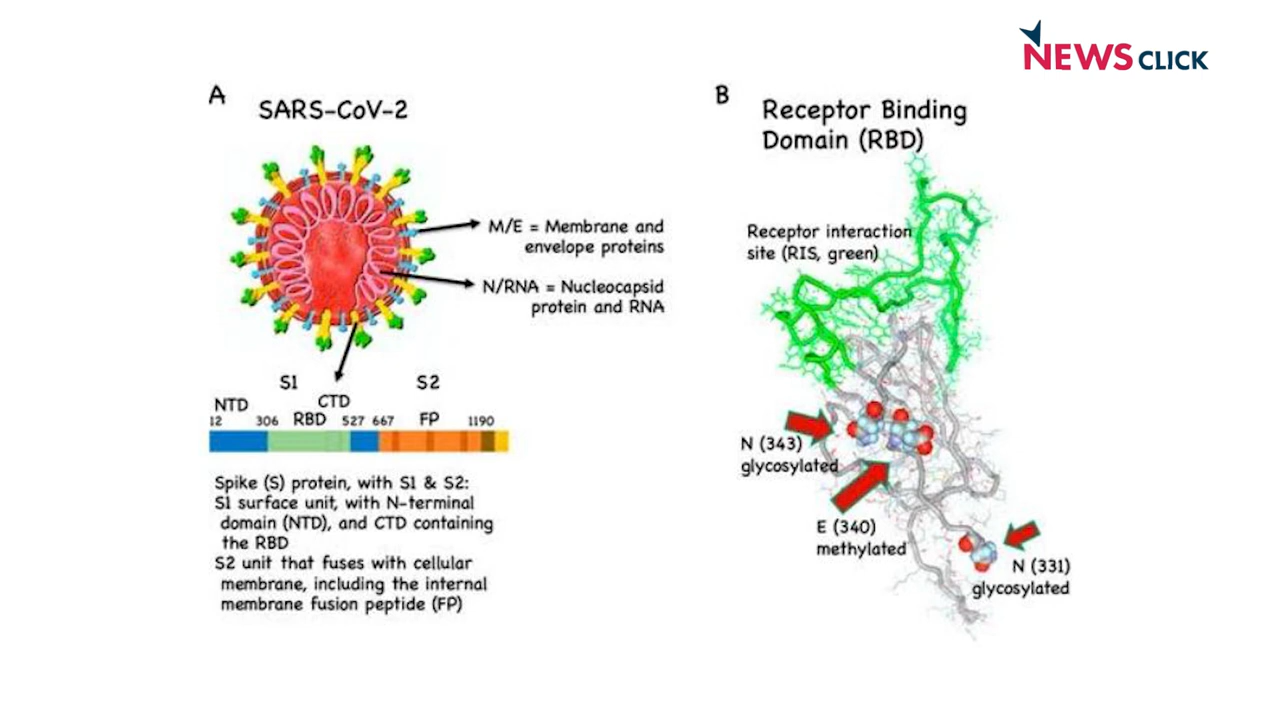 NEWS CLICK
A
SARS-CoV-2
M/E = Membrane and
envelope proteins
N/RNA = Nucleocapsid
protein and RNA
S1
S2
NTD
CTD
12
306
RBD
527
667
FP
1190
Spike (S) protein, with S1 & S2:
S1 surface unit, with N-terminal
domain (NTD), and CTD containing
the RBD
S2 unit that fuses with cellular
membrane, including the internal
membrane fusion peptide (FP)
B
Receptor Binding
Domain (RBD)
Receptor interaction
site (RIS, green)
N (343)
glycosylated
E (340)
methylated
N (331)
glycosylated